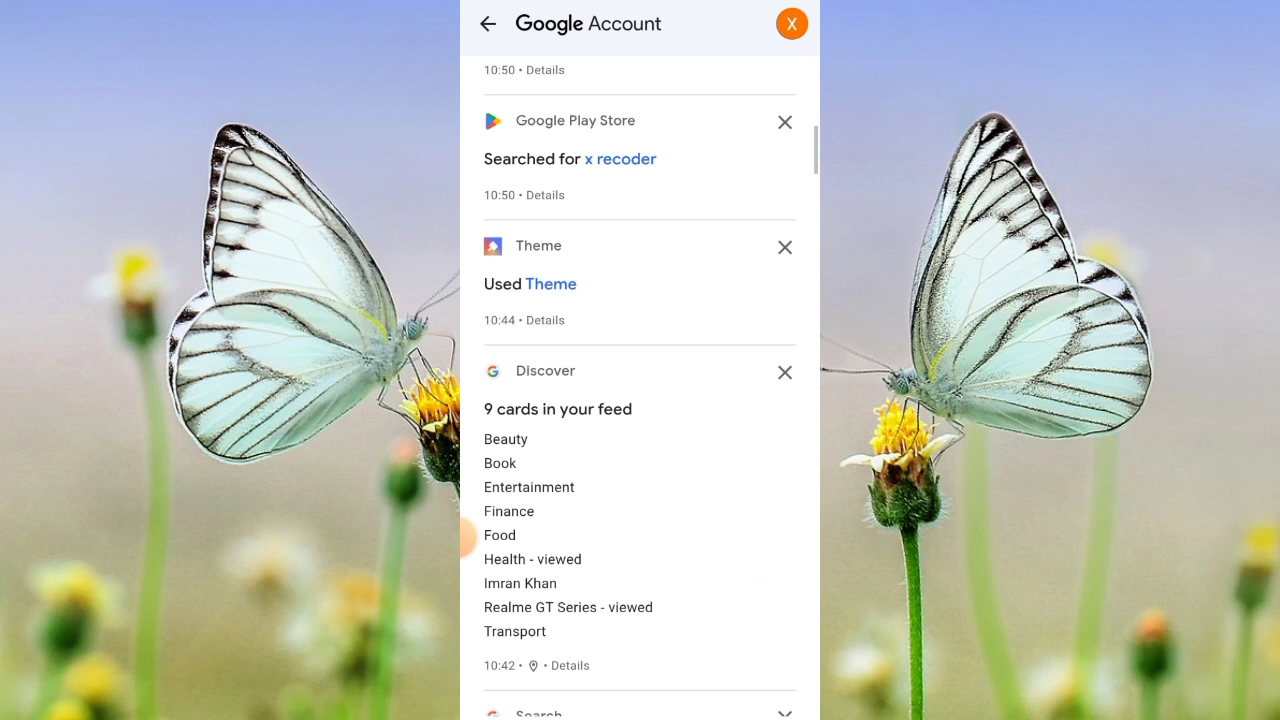 Google Account
X
10:50 • Details
Google Play Store
Searched for x recoder
10:50 • Details
Theme
Used Theme
10:44 • Details
Discover
9 cards in your feed
Beauty
Book
Entertainment
Finance
Food
Health - viewed
Imran Khan
Realme GT Series - viewed
Transport
10:42 • • Details
Search